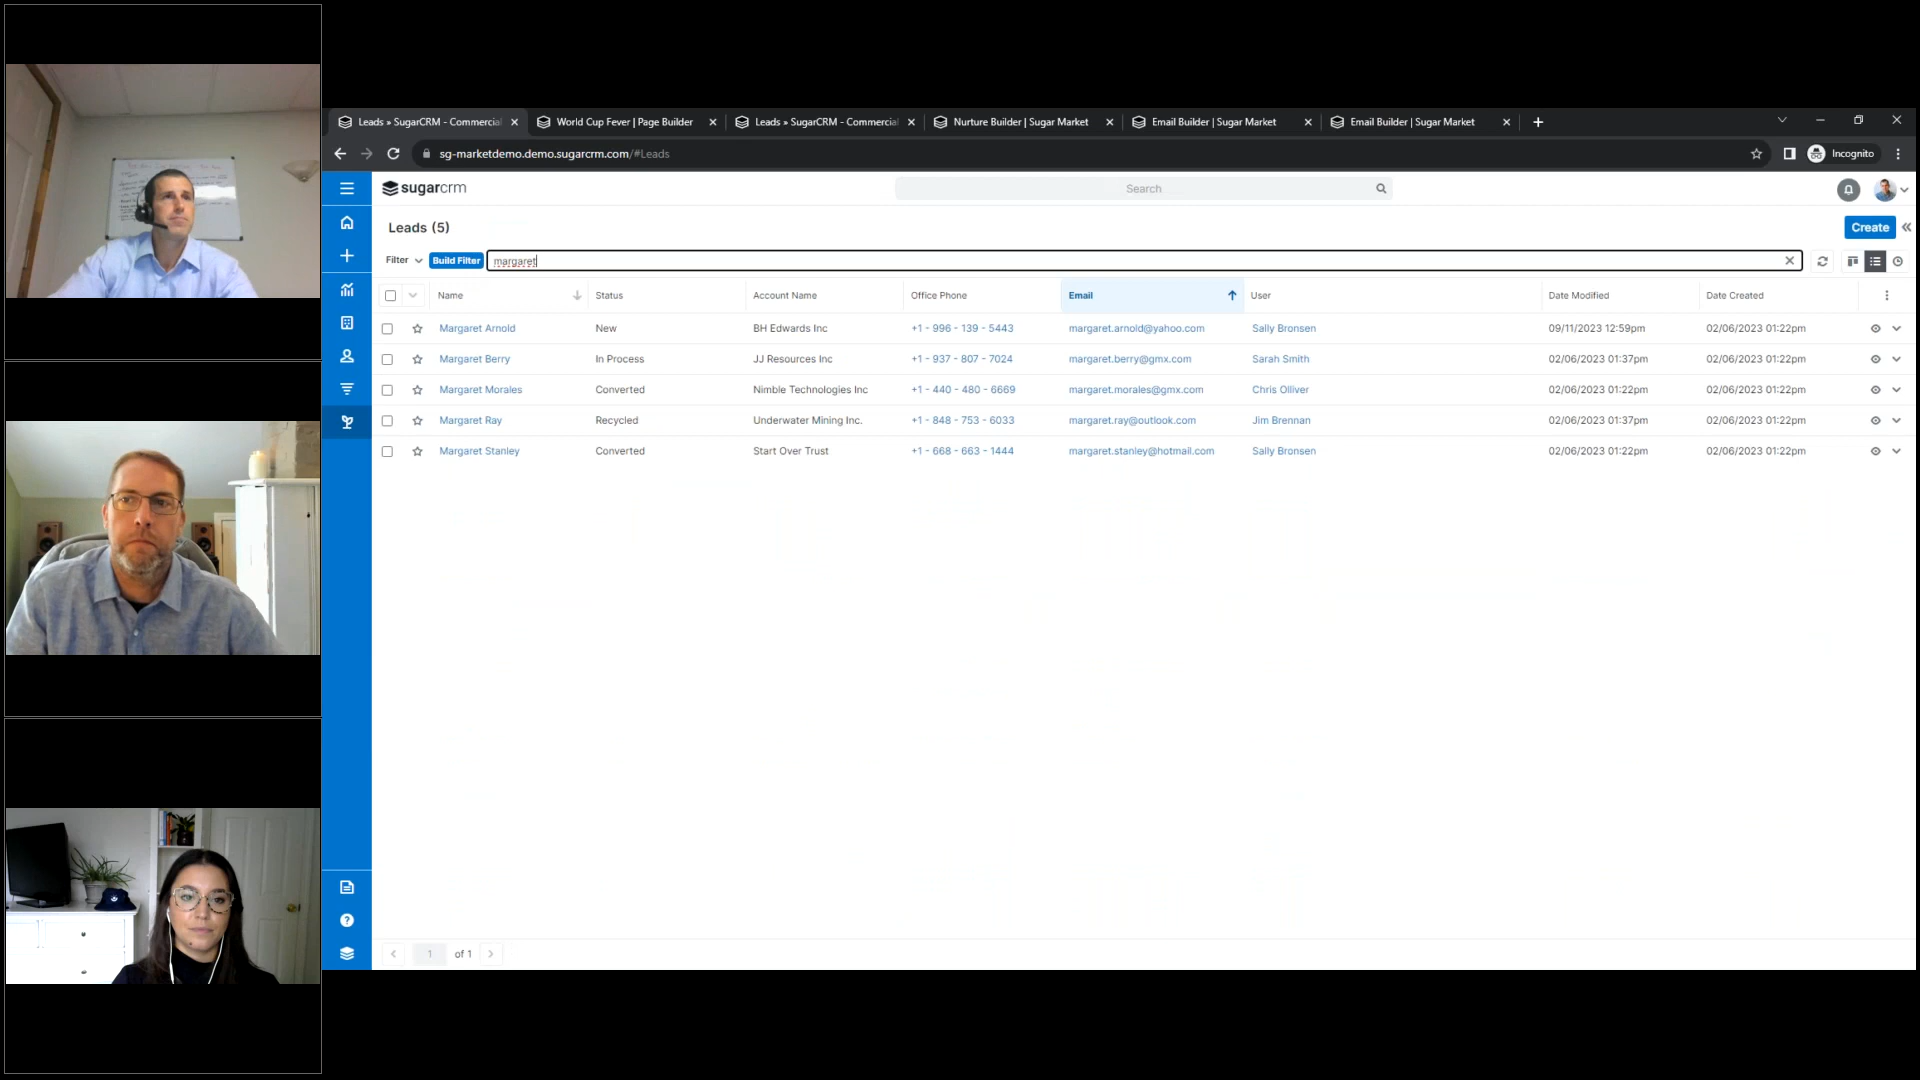 Leads » SugarCRM - Commercial
World Cup Fever | Page Builder
Leads » SugarCRM - Commercial
Nurture Builder | Sugar Market
Email Builder | Sugar Market
Email Builder | Sugar Market
sg-marketdemo.demo.sugarcrm.com/#Leads
Incognito
sugarcrm
Search
Leads (5)
Create
Filter
Build Filter
margaret
Name Status Account Name Office Phone Email User Date Modified Date Created
Margaret Arnold New BH Edwards Inc +1 - 996 - 139 - 5443 margaret.arnold@yahoo.com Sally Bronsen 09/11/2023 12:59pm 02/06/2023 01:22pm
Margaret Berry In Process JJ Resources Inc +1 - 937 - 807 - 7024 margaret.berry@gmx.com Sarah Smith 02/06/2023 01:37pm 02/06/2023 01:22pm
Margaret Morales Converted Nimble Technologies Inc +1 - 440 - 480 - 6669 margaret.morales@gmx.com Chris Olliver 02/06/2023 01:22pm 02/06/2023 01:22pm
Margaret Ray Recycled Underwater Mining Inc. +1 - 848 - 753 - 6033 margaret.ray@outlook.com Jim Brennan 02/06/2023 01:37pm 02/06/2023 01:22pm
Margaret Stanley Converted Start Over Trust +1 - 668 - 663 - 1444 margaret.stanley@hotmail.com Sally Bronsen 02/06/2023 01:22pm 02/06/2023 01:22pm
1 of 1